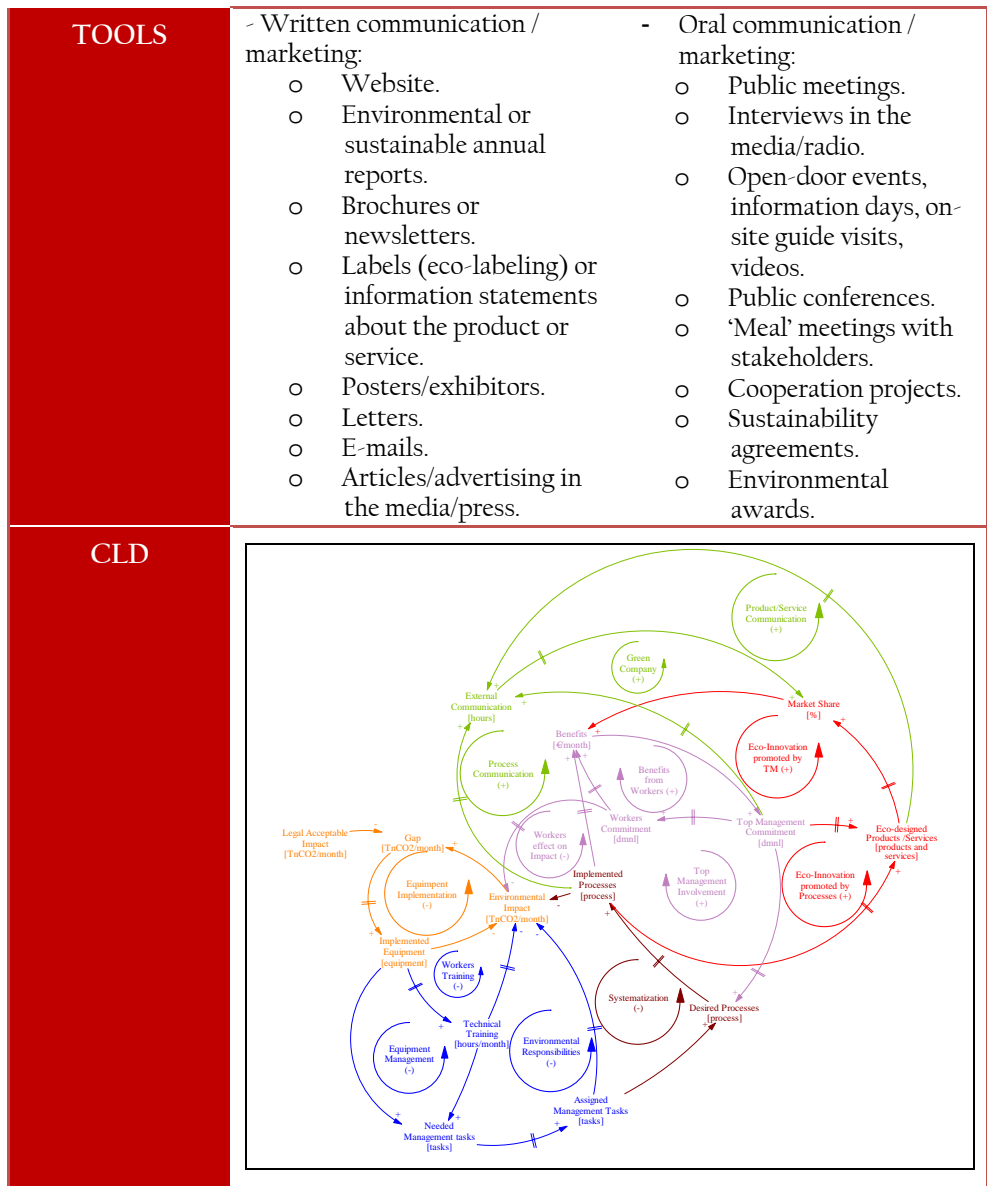 TOOLS
- Written communication /
marketing:
o Website.
o Environmental or
sustainable annual
reports.
o Brochures or
newsletters.
o Labels (eco-labeling) or
information statements
about the product or
service.
o Posters/exhibitors.
o Letters.
o E-mails.
o Articles/advertising in
the media/press.
- Oral communication /
marketing:
o Public meetings.
o Interviews in the
media/radio.
o Open-door events,
information days, on-
site guide visits,
videos.
o Public conferences.
o ‘Meal’ meetings with
stakeholders.
o Cooperation projects.
o Sustainability
agreements.
o Environmental
awards.
CLD
Product/Service
Communication
(+)
Green
Company
(+)
External
Communication
[hours]
Market Share
[%]
Benefits
[€/month]
Eco-Innovation
promoted by
TM (+)
Process
Communication
(+)
Benefits
from
Workers (+)
Legal Acceptable
Impact
[TnCO2/month]
Gap
[TnCO2/month]
Workers
effect on
Impact (-)
Workers
Commitment
[dmnl]
Top Management
Commitment
[dmnl]
Eco-designed
Products /Services
[products and
services]
Equimpent
Implementation
(-)
Environmental
Impact
[TnCO2/month]
Implemented
Processes
[process]
Top
Management
Involvement
(+)
Eco-Innovation
promoted by
Processes (+)
Implemented
Equipment
[equipment]
Workers
Training
(-)
Systematization
(-)
Desired Processes
[process]
Technical
Training
[hours/month]
Equipment
Management
(-)
Environmental
Responsibilities
(-)
Assigned
Management Tasks
[tasks]
Needed
Management tasks
[tasks]